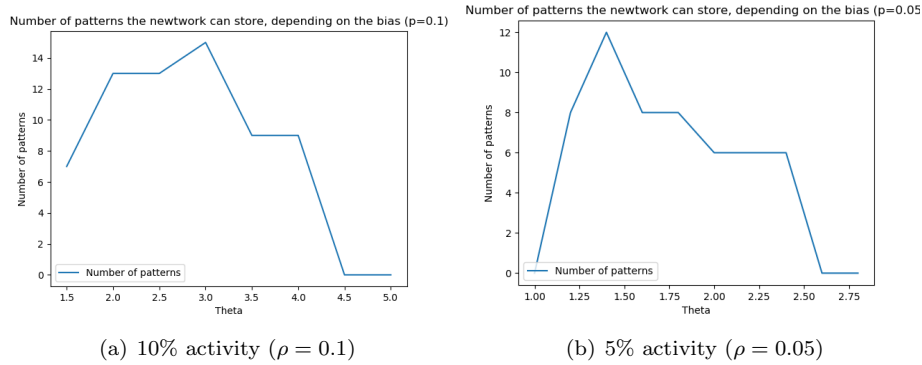 Number of patterns the newtwork can store, depending on the bias (p=0.1)
Number of patterns
14
12
10
8
6
4
2
0
Number of patterns
1.5 2.0 2.5 3.0 3.5 4.0 4.5 5.0
Theta
(a) 10% activity (ρ = 0.1)
Number of patterns the newtwork can store, depending on the bias (p=0.05
Number of patterns
12
10
8
6
4
2
0
Number of patterns
1.00 1.25 1.50 1.75 2.00 2.25 2.50 2.75
Theta
(b) 5% activity (ρ = 0.05)